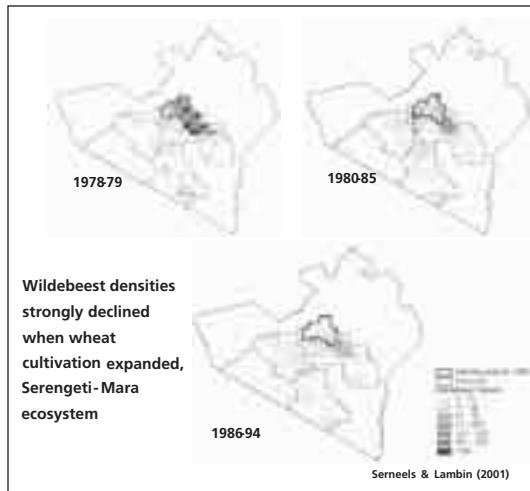 1978-79
1980-85
Wildebeest densities
strongly declined
when wheat
cultivation expanded,
Serengeti-Mara
ecosystem
1986-94
Serneels & Lambin (2001)